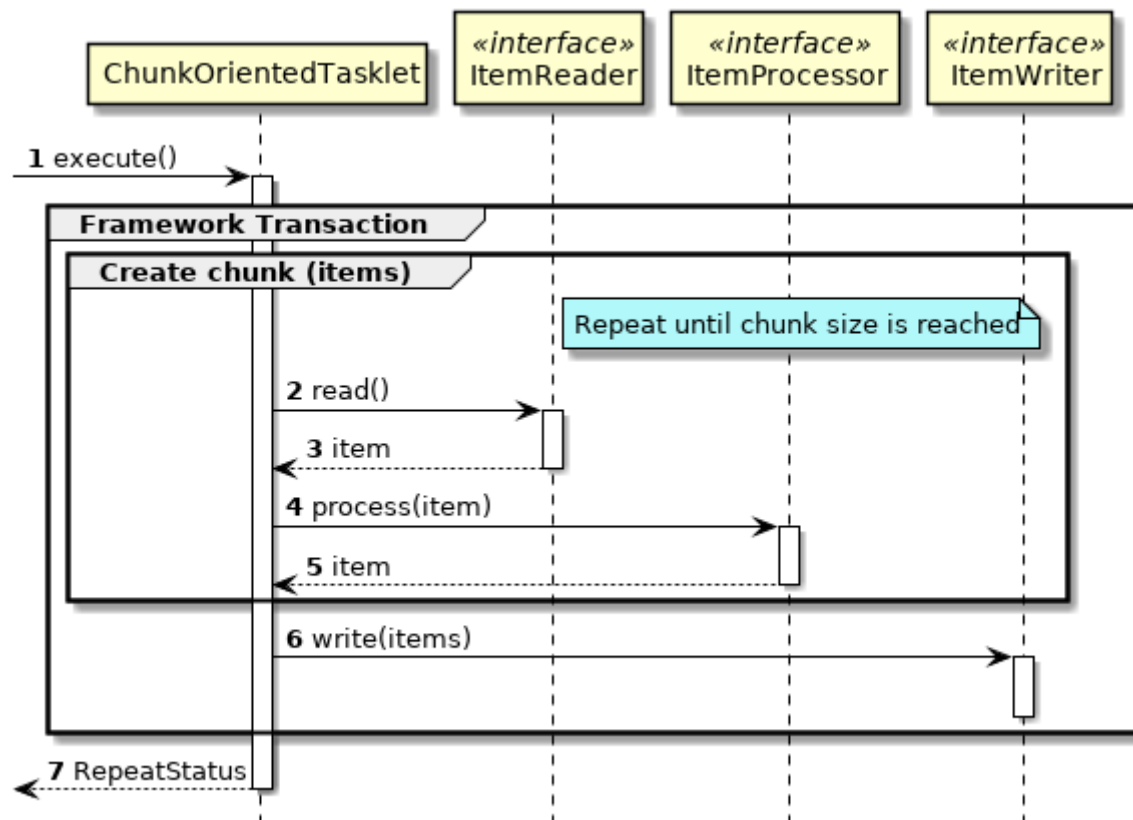 «interface»
«interface»
«interface»
ChunkOrientedTasklet
ItemReader
ItemProcessor
ItemWriter
1 execute()
Framework Transaction
Create chunk (items)
Repeat until chunk size is reached
2 read()
3 item
4 process(item)
5 item
6 write(items)
7 RepeatStatus